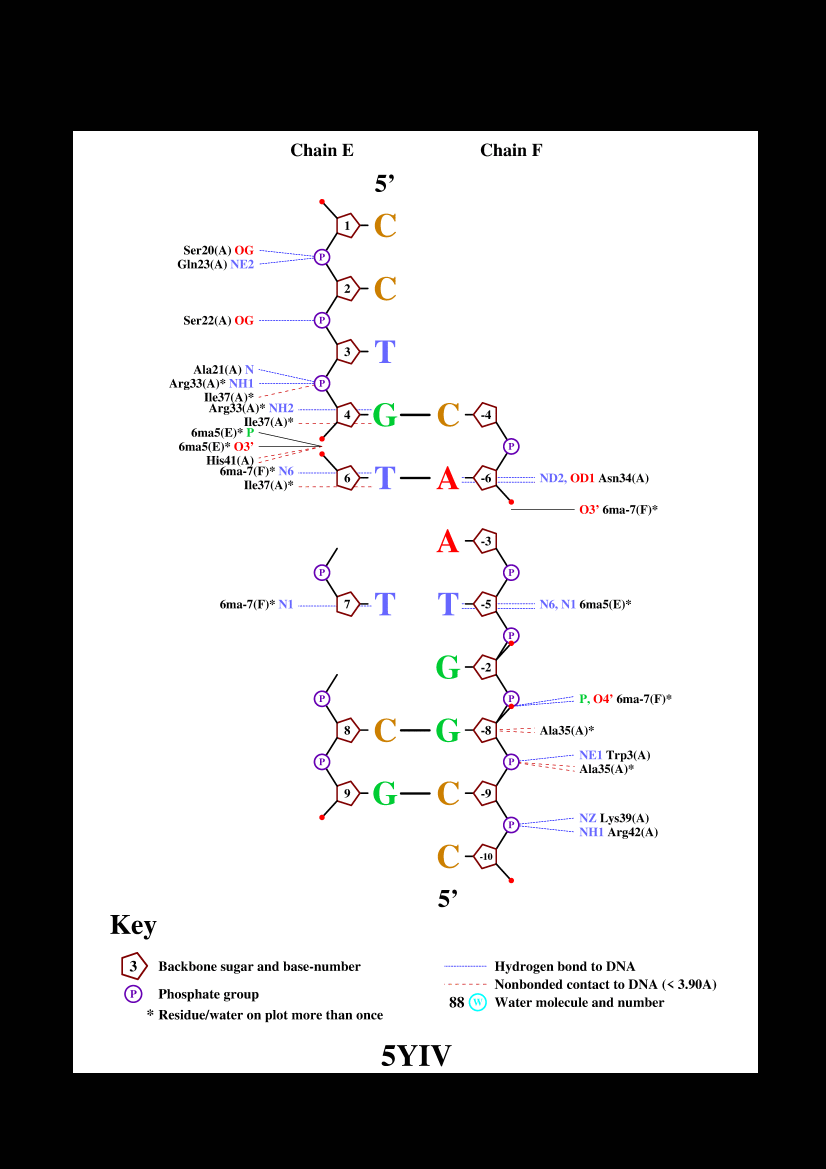 Chain E Chain F
5’
1 C
Ser20(A) OG
P
Gln23(A) NE2
2 C
Ser22(A) OG P
3 T
Ala21(A) N
Arg33(A)* NH1 P
Ile37(A)*
Arg33(A)* NH2
4 G C -4
Ile37(A)*
6ma5(E)* P
6ma5(E)* O3’ P
His41(A)
6ma-7(F)* N6
6 T A -6 ND2, OD1 Asn34(A)
Ile37(A)*
O3’ 6ma-7(F)*
A -3
P P
6ma-7(F)* N1 7 T T -5 N6, N1 6ma5(E)*
P
G -2
P P P, O4’ 6ma-7(F)*
8 C G -8 Ala35(A)*
NE1 Trp3(A)
P P
Ala35(A)*
9 G C -9
NZ Lys39(A)
P
NH1 Arg42(A)
C -10
5’
Key
3 Backbone sugar and base-number Hydrogen bond to DNA
Nonbonded contact to DNA (< 3.90A)
P Phosphate group
88 W Water molecule and number
* Residue/water on plot more than once
5YIV